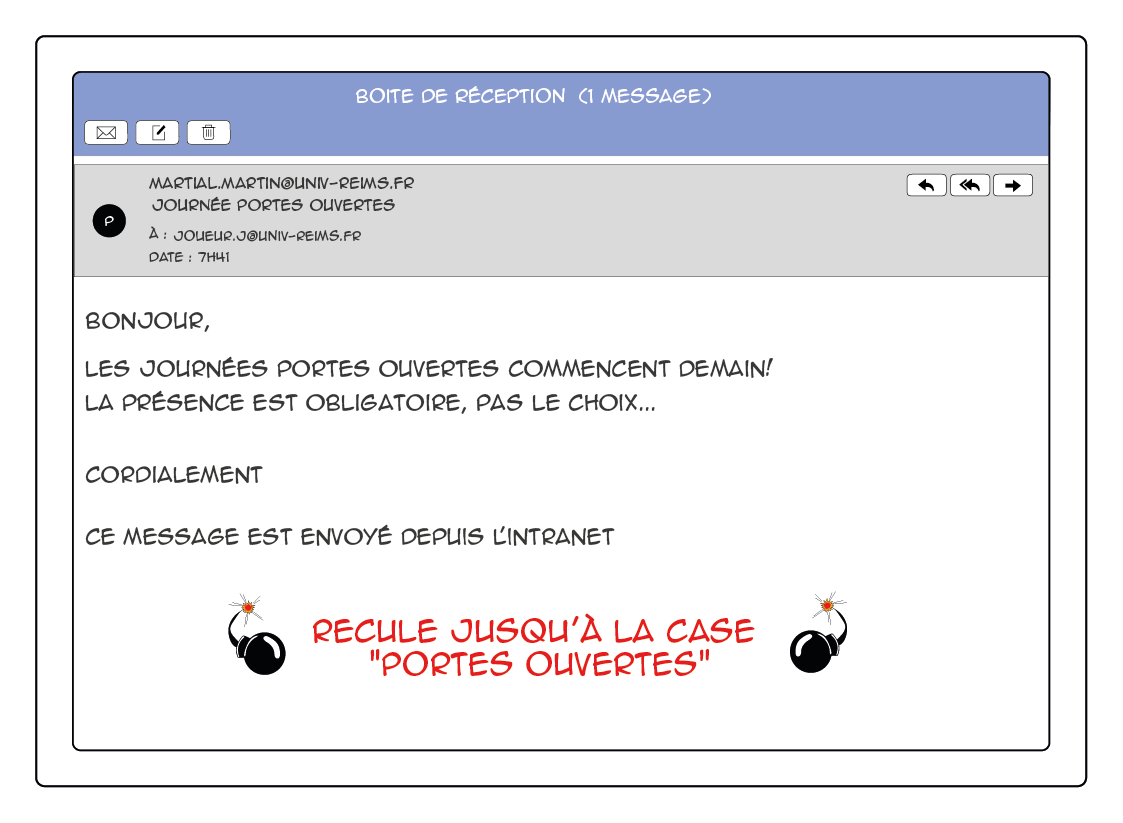 BOITE DE RÉCEPTION (1 MESSAGE)
MARTIAL.MARTIN@UNIV-REIMS.FR
JOURNÉE PORTES OUVERTES
P
À : JOUEUR.J@UNIV-REIMS.FR
DATE : 7H41
BONJOUR,
LES JOURNÉES PORTES OUVERTES COMMENCENT DEMAIN!
LA PRÉSENCE EST OBLIGATOIRE, PAS LE CHOIX...
CORDIALEMENT
CE MESSAGE EST ENVOYÉ DEPUIS L'INTRANET
RECULE JUSQU'À LA CASE
"PORTES OUVERTES"